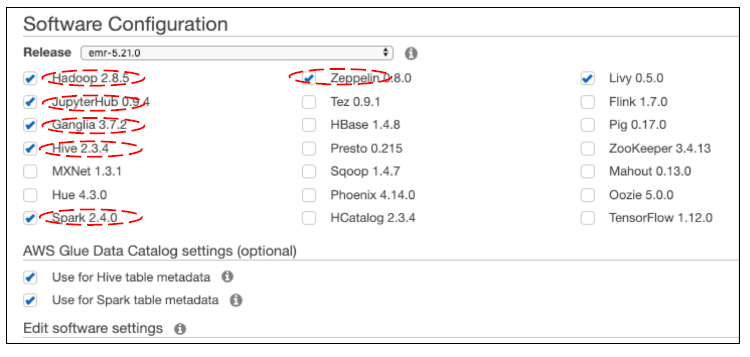 Software Configuration
Release emr-5.21.0
Hadoop 2.8.5 Zeppelin 0.8.0 Livy 0.5.0
JupyterHub 0.9.4 Tez 0.9.1 Flink 1.7.0
Ganglia 3.7.2 HBase 1.4.8 Pig 0.17.0
Hive 2.3.4 Presto 0.215 ZooKeeper 3.4.13
MXNet 1.3.1 Sqoop 1.4.7 Mahout 0.13.0
Hue 4.3.0 Phoenix 4.14.0 Oozie 5.0.0
Spark 2.4.0 HCatalog 2.3.4 TensorFlow 1.12.0
AWS Glue Data Catalog settings (optional)
Use for Hive table metadata
Use for Spark table metadata
Edit software settings